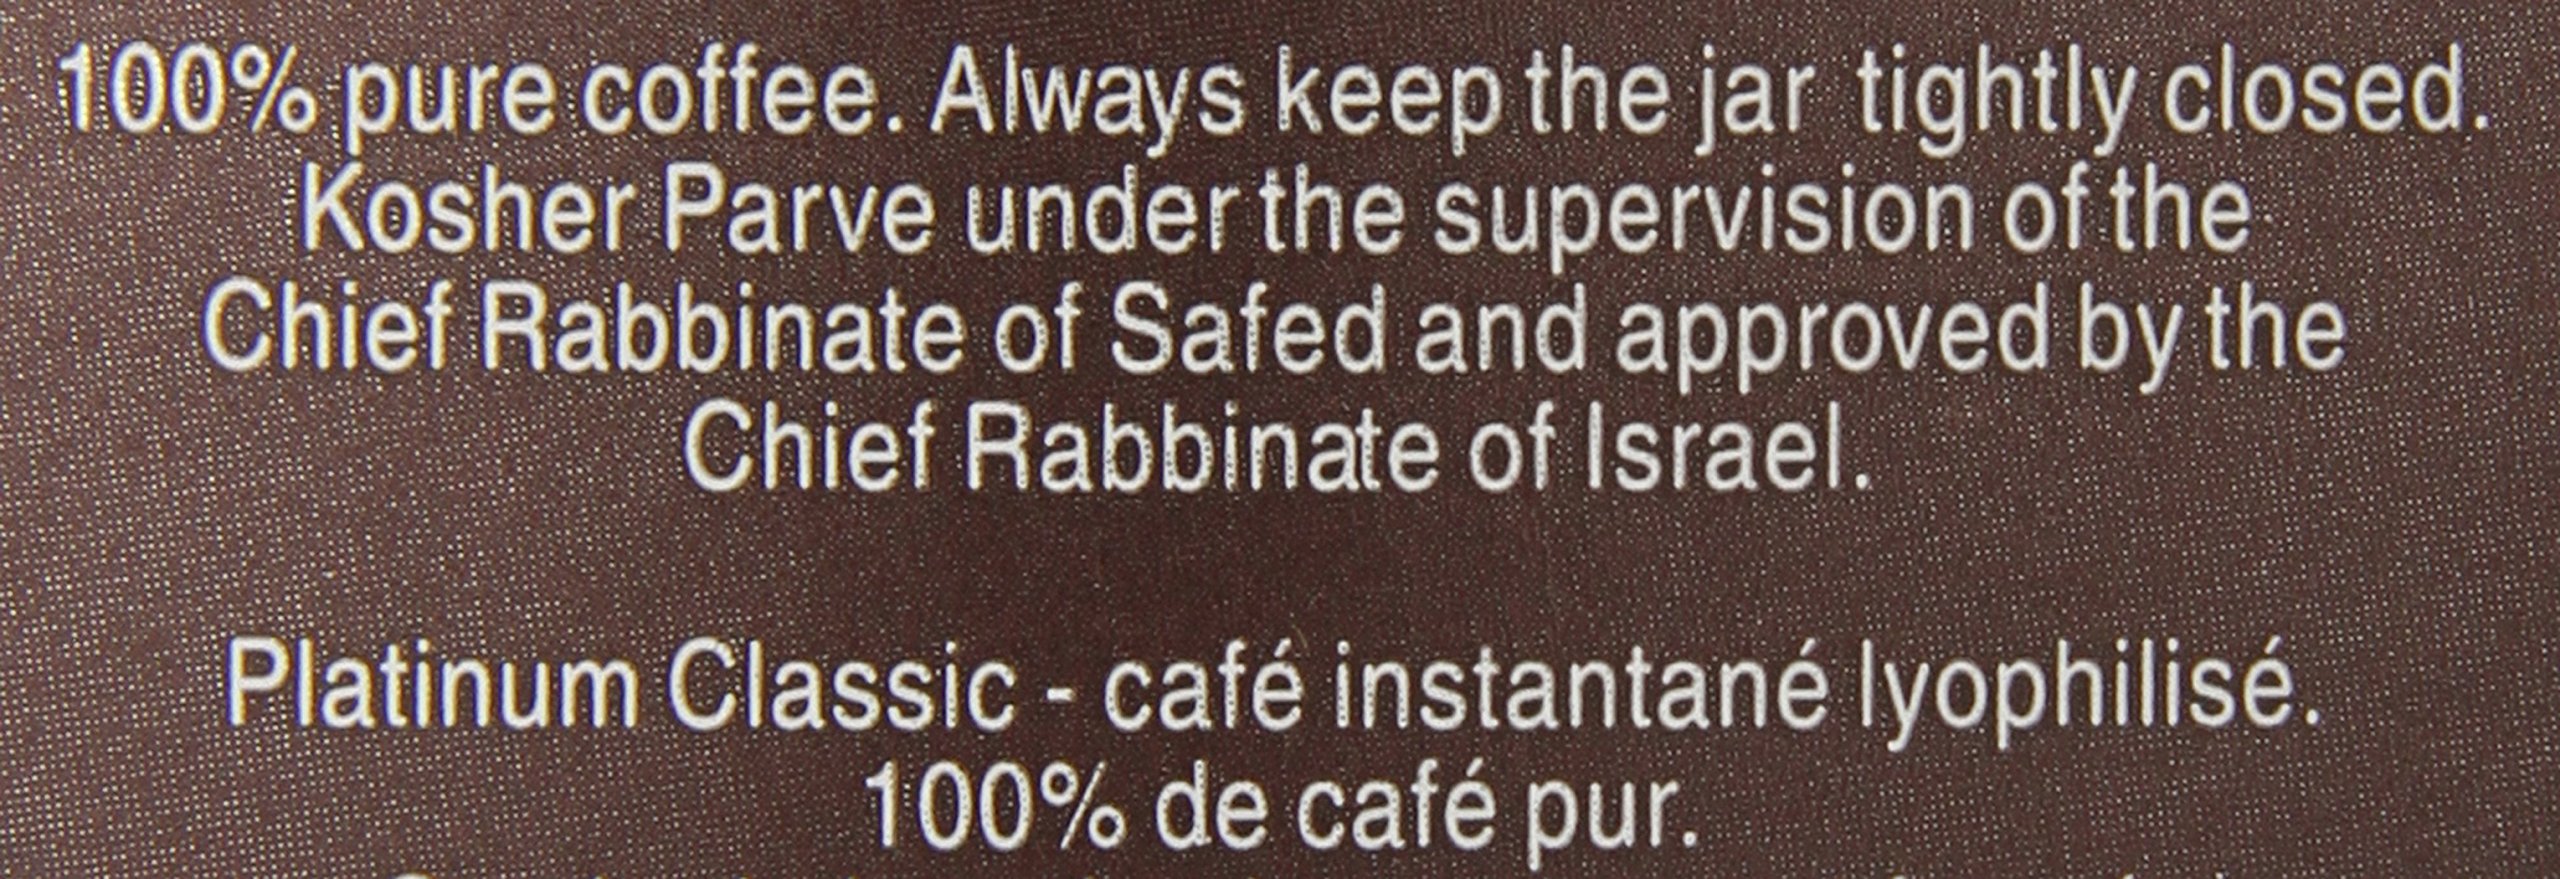 100% pure coffee. Always keep the jar tightly closed.
Kosher Parve under the supervision of the
Chief Rabbinate of Safed and approved by the
Chief Rabbinate of Israel.
Platinum Classic - café instantané lyophilisé.
100% de café pur.